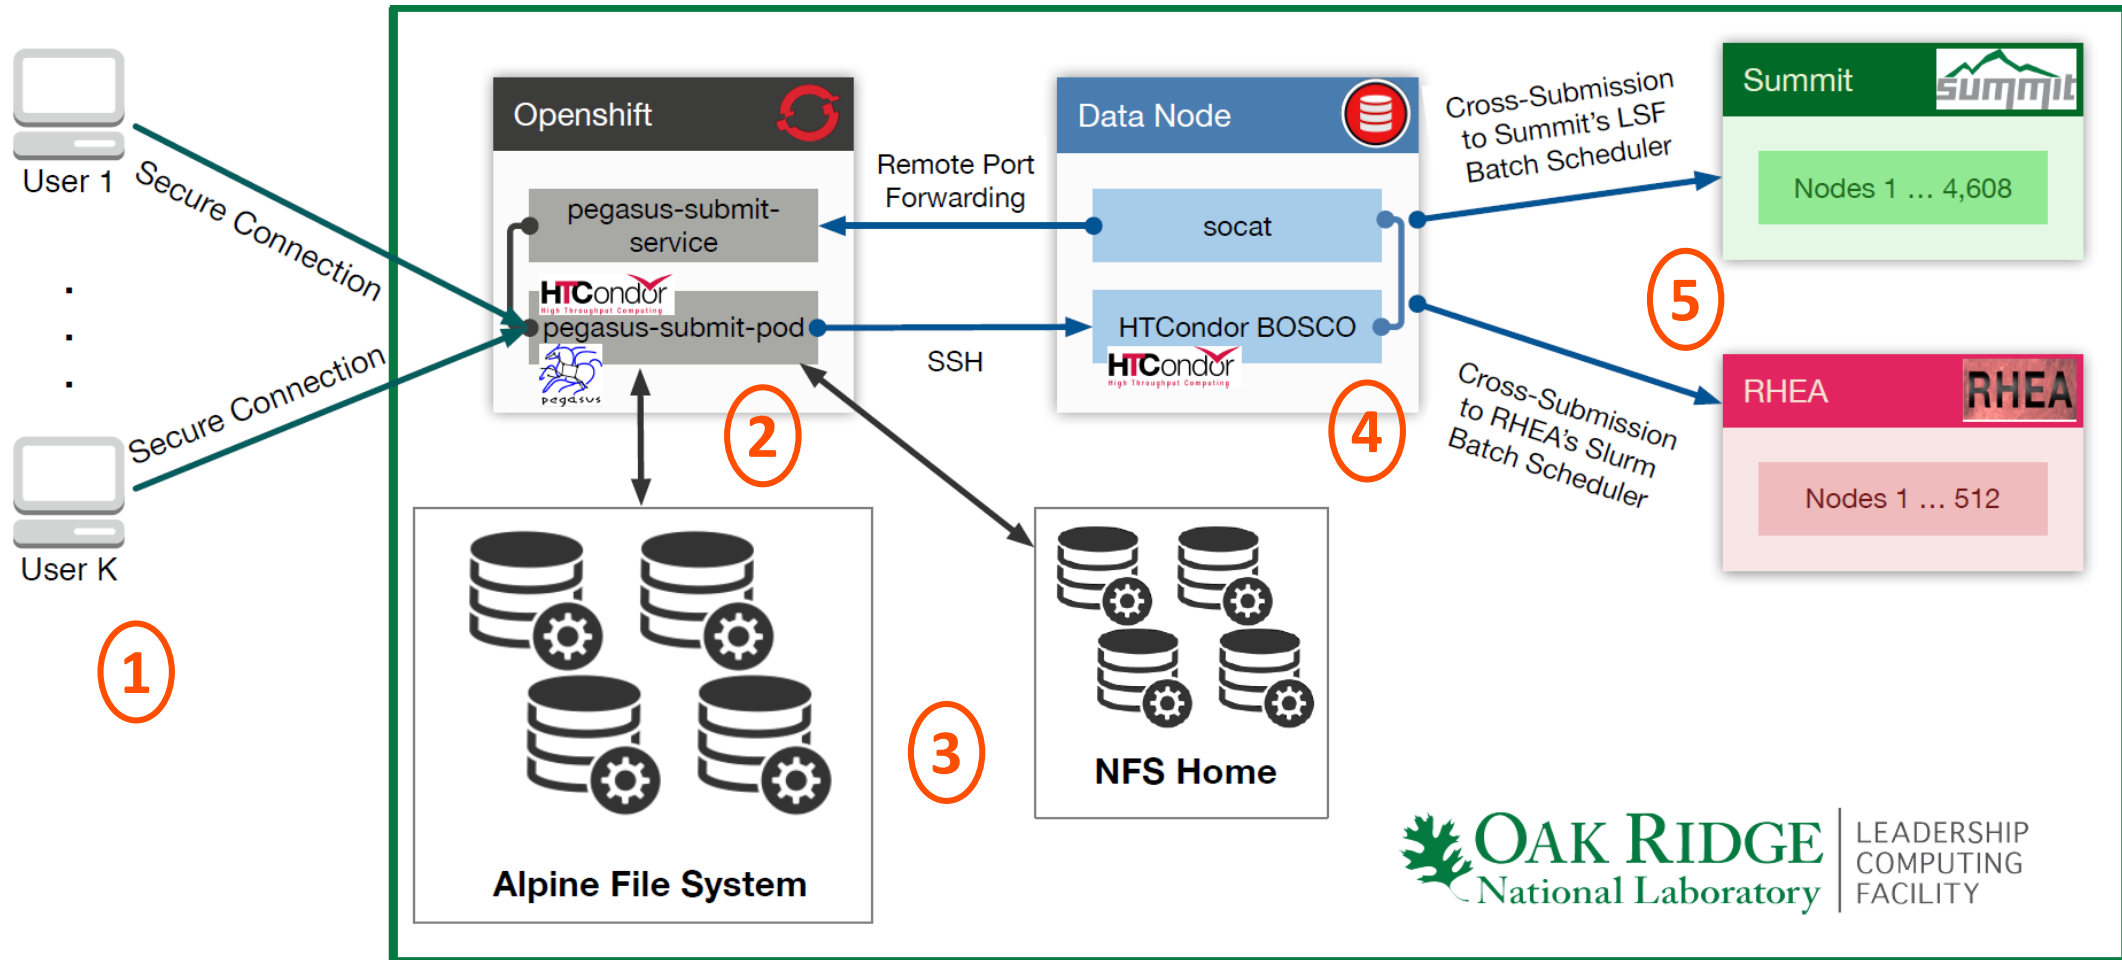 User 1
Secure Connection
.
.
.
Secure Connection
User K
1
Openshift
pegasus-submit-
service
HTCondor
High Throughput Computing
pegasus-submit-pod
pegasus
2
Remote Port
Forwarding
SSH
Data Node
socat
HTCondor BOSCO
HTCondor
High Throughput Computing
4
Cross-Submission
to Summit's LSF
Batch Scheduler
Summit
summit
Nodes 1 ... 4,608
5
Cross-Submission
to RHEA's Slurm
Batch Scheduler
RHEA
RHEA
Nodes 1 ... 512
Alpine File System
3
NFS Home
OAK RIDGE
National Laboratory
LEADERSHIP
COMPUTING
FACILITY